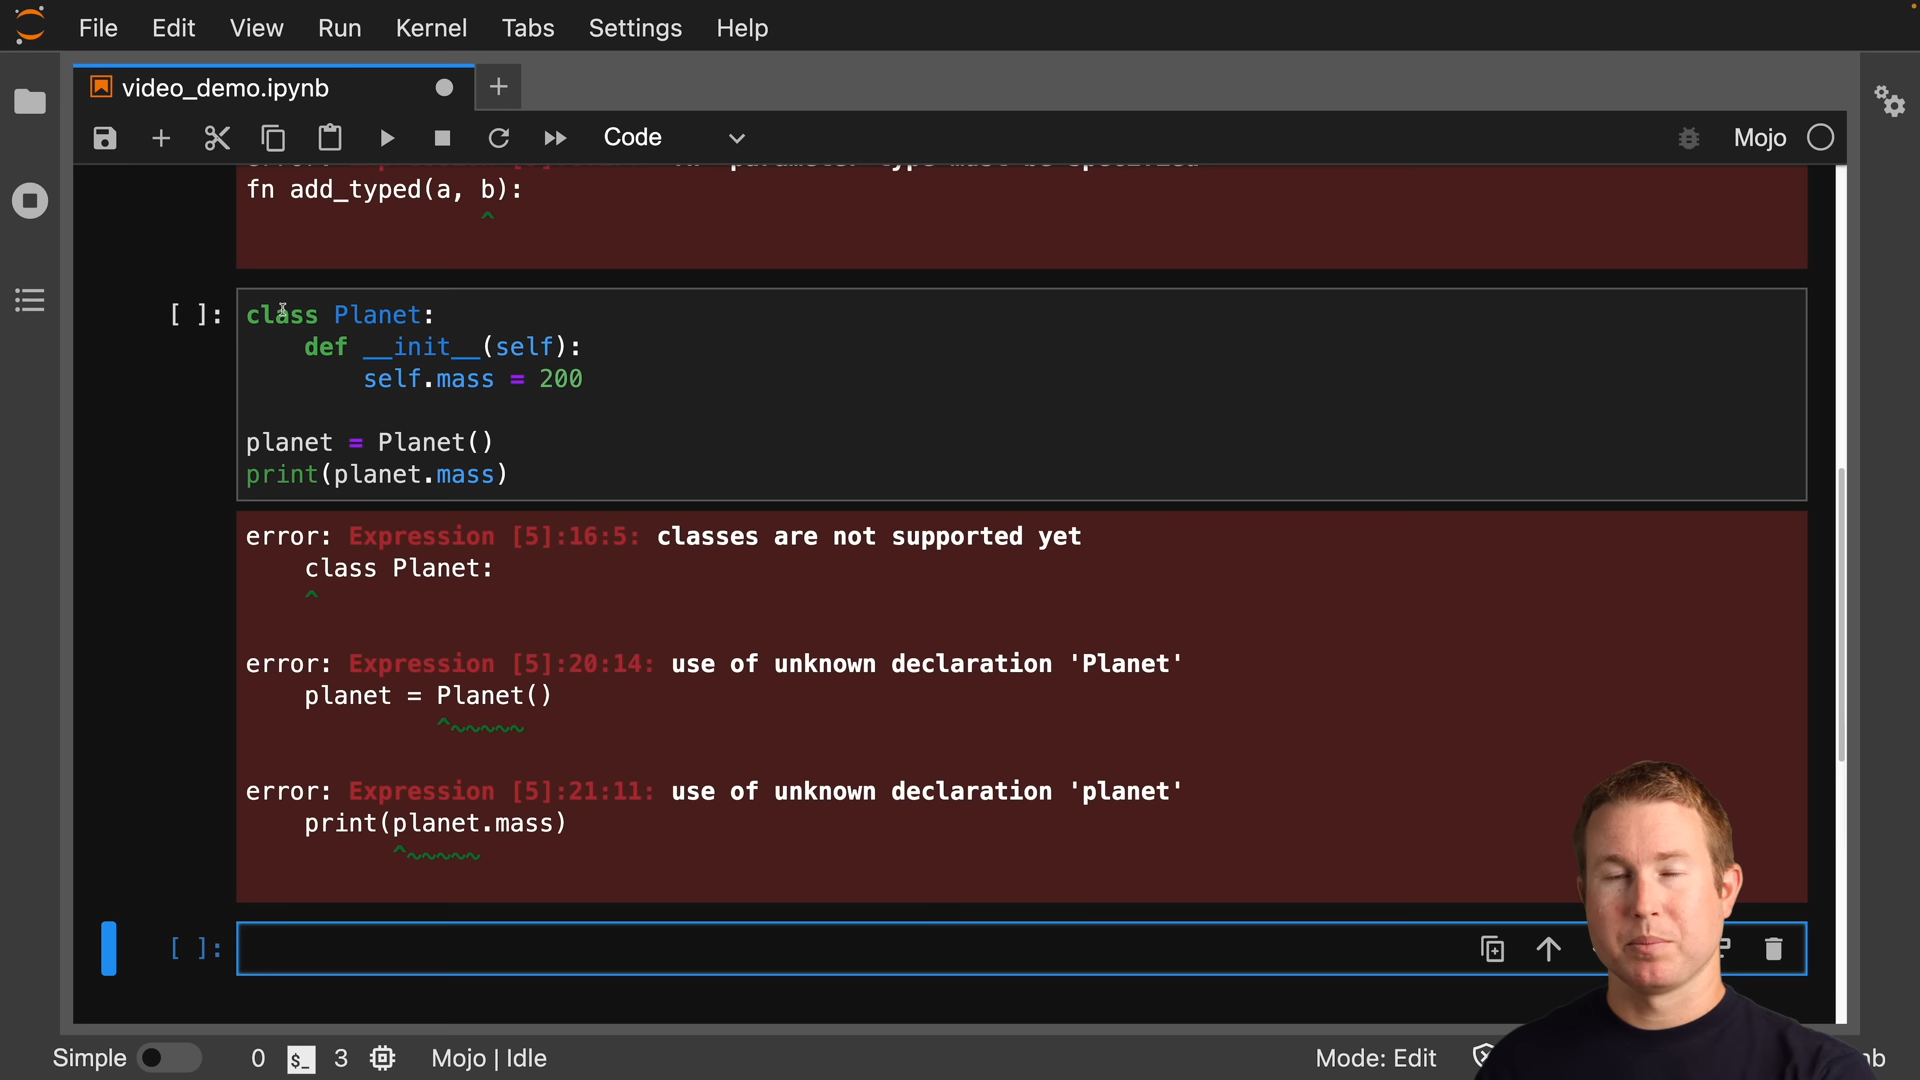 File Edit View Run Kernel Tabs Settings Help
video_demo.ipynb
Code
Mojo
fn add_typed(a, b):
^
[ ]:
class Planet:
    def __init__(self):
        self.mass = 200
planet = Planet()
print(planet.mass)
error: Expression [5]:16:5: classes are not supported yet
    class Planet:
    ^
error: Expression [5]:20:14: use of unknown declaration 'Planet'
    planet = Planet()
             ^~~~~~
error: Expression [5]:21:11: use of unknown declaration 'planet'
    print(planet.mass)
          ^~~~~~
[ ]:
Simple 0 $_ 3 Mojo | Idle Mode: Edit